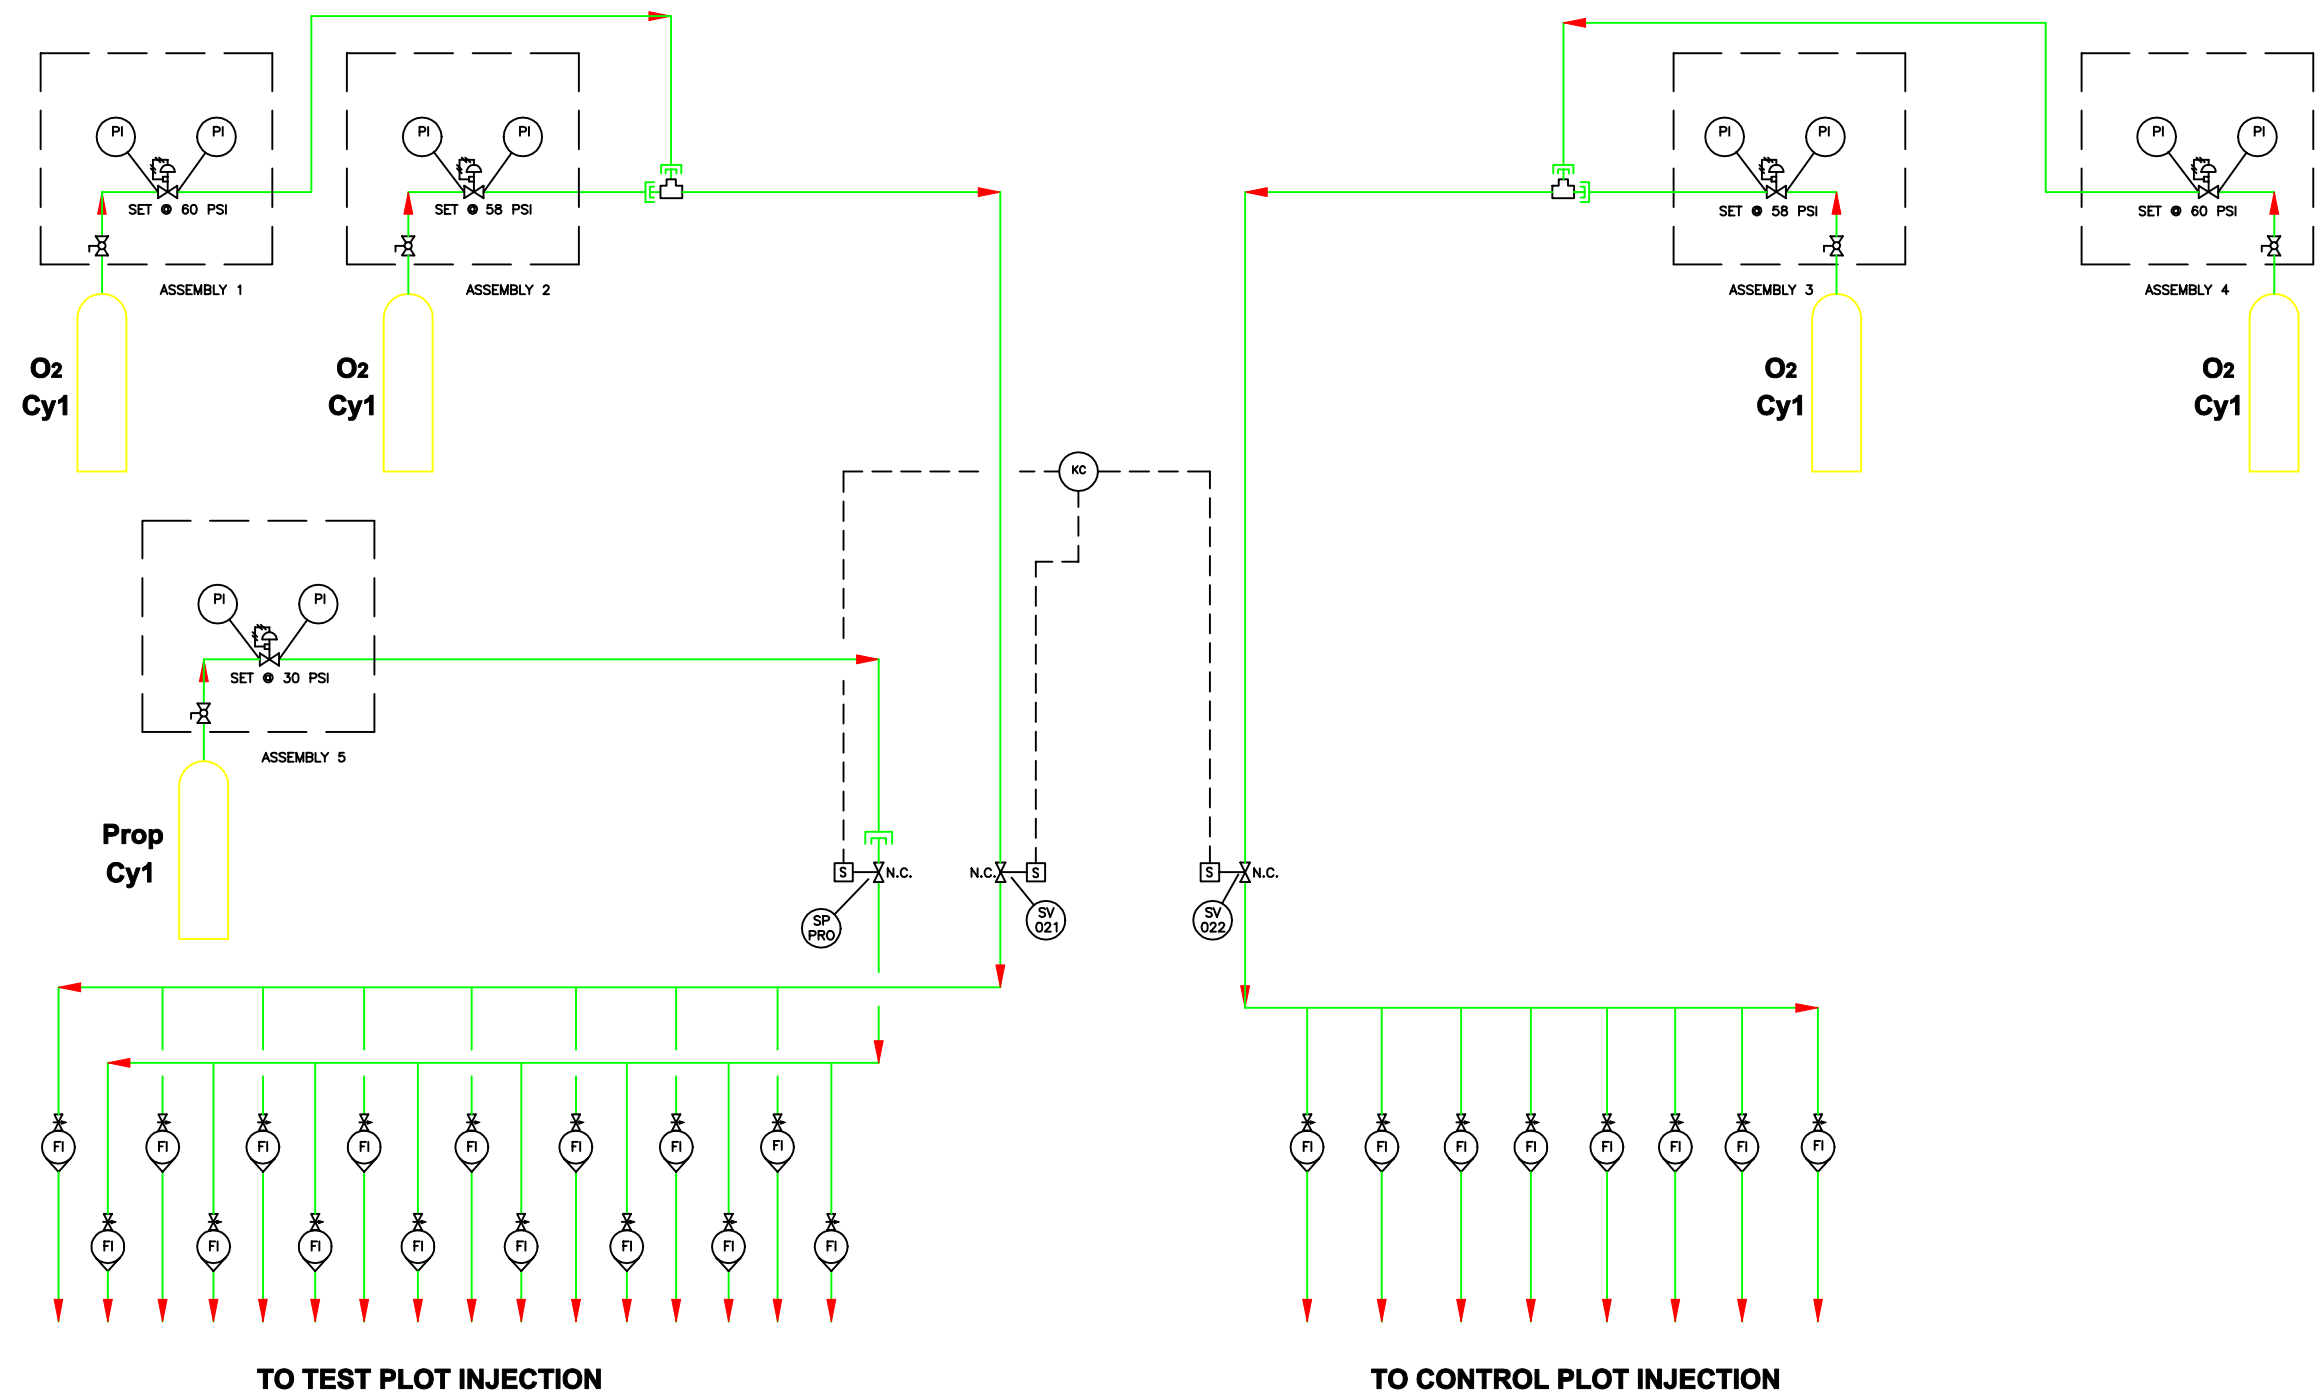 PI PI PI PI PI PI PI PI
SET @ 60 PSI
SET @ 58 PSI
SET @ 58 PSI
SET @ 60 PSI
ASSEMBLY 1
ASSEMBLY 2
ASSEMBLY 3
ASSEMBLY 4
O2
Cy1
O2
Cy1
O2
Cy1
O2
Cy1
KC
PI PI
SET @ 30 PSI
ASSEMBLY 5
Prop
Cy1
S N.C.
N.C. S
S N.C.
SP
PRO
SV
021
SV
022
FI FI FI FI FI FI FI FI
FI FI FI FI FI FI FI FI
FI FI FI FI FI FI FI FI
TO TEST PLOT INJECTION
TO CONTROL PLOT INJECTION